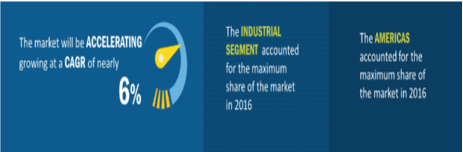 The market will be ACCELERATING
growing at a CAGR of nearly
6%
The INDUSTRIAL
SEGMENT accounted
for the maximum
share of the market
in 2016
The AMERICAS
accounted for the
maximum share of
the market in 2016